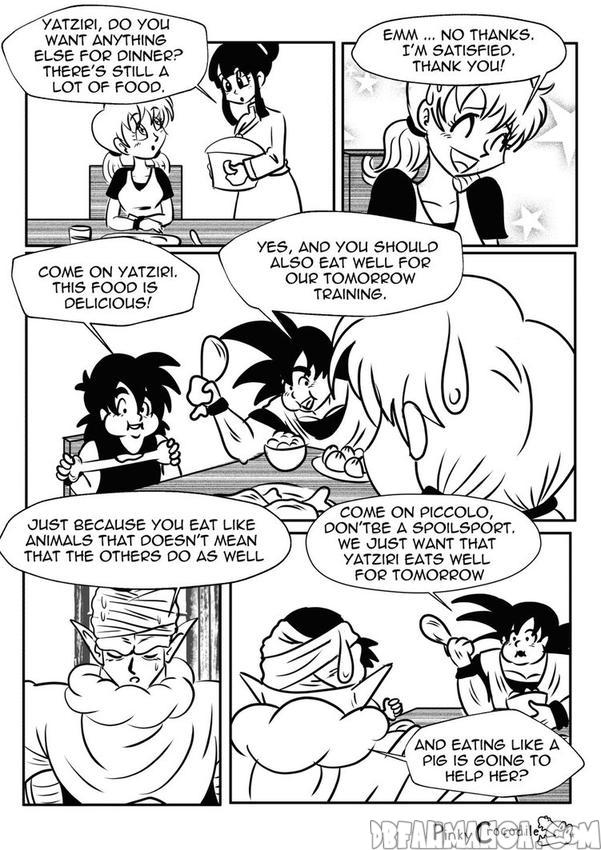 YATZIRI, DO YOU
WANT ANYTHING
ELSE FOR DINNER?
THERE'S STILL A
LOT OF FOOD.
EMM ... NO THANKS.
I'M SATISFIED.
THANK YOU!
COME ON YATZIRI.
THIS FOOD IS
DELICIOUS!
YES, AND YOU SHOULD
ALSO EAT WELL FOR
OUR TOMORROW
TRAINING.
JUST BECAUSE YOU EAT LIKE
ANIMALS THAT DOESN'T MEAN
THAT THE OTHERS DO AS WELL
COME ON PICCOLO,
DON'TBE A SPOILSPORT.
WE JUST WANT THAT
YATZIRI EATS WELL
FOR TOMORROW
AND EATING LIKE A
PIG IS GOING TO
HELP HER?
Pinky Crocodile